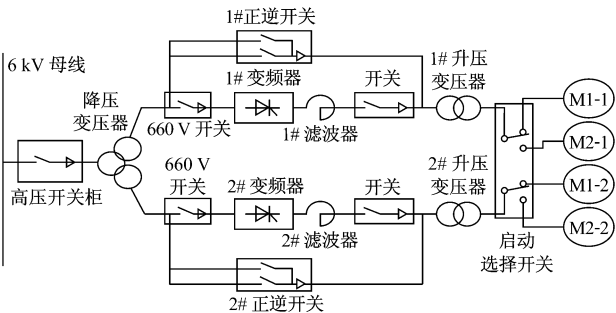 1#正逆开关
6 kV 母线
1# 变频器
开关
1# 升压
变压器
降压
变压器
660 V 开关
1# 滤波器
M1-1
M2-1
高压开关柜
660 V
开关
2# 变频器
开关
2# 升压
变压器
M1-2
M2-2
2# 滤波器
启动
选择开关
2# 正逆开关